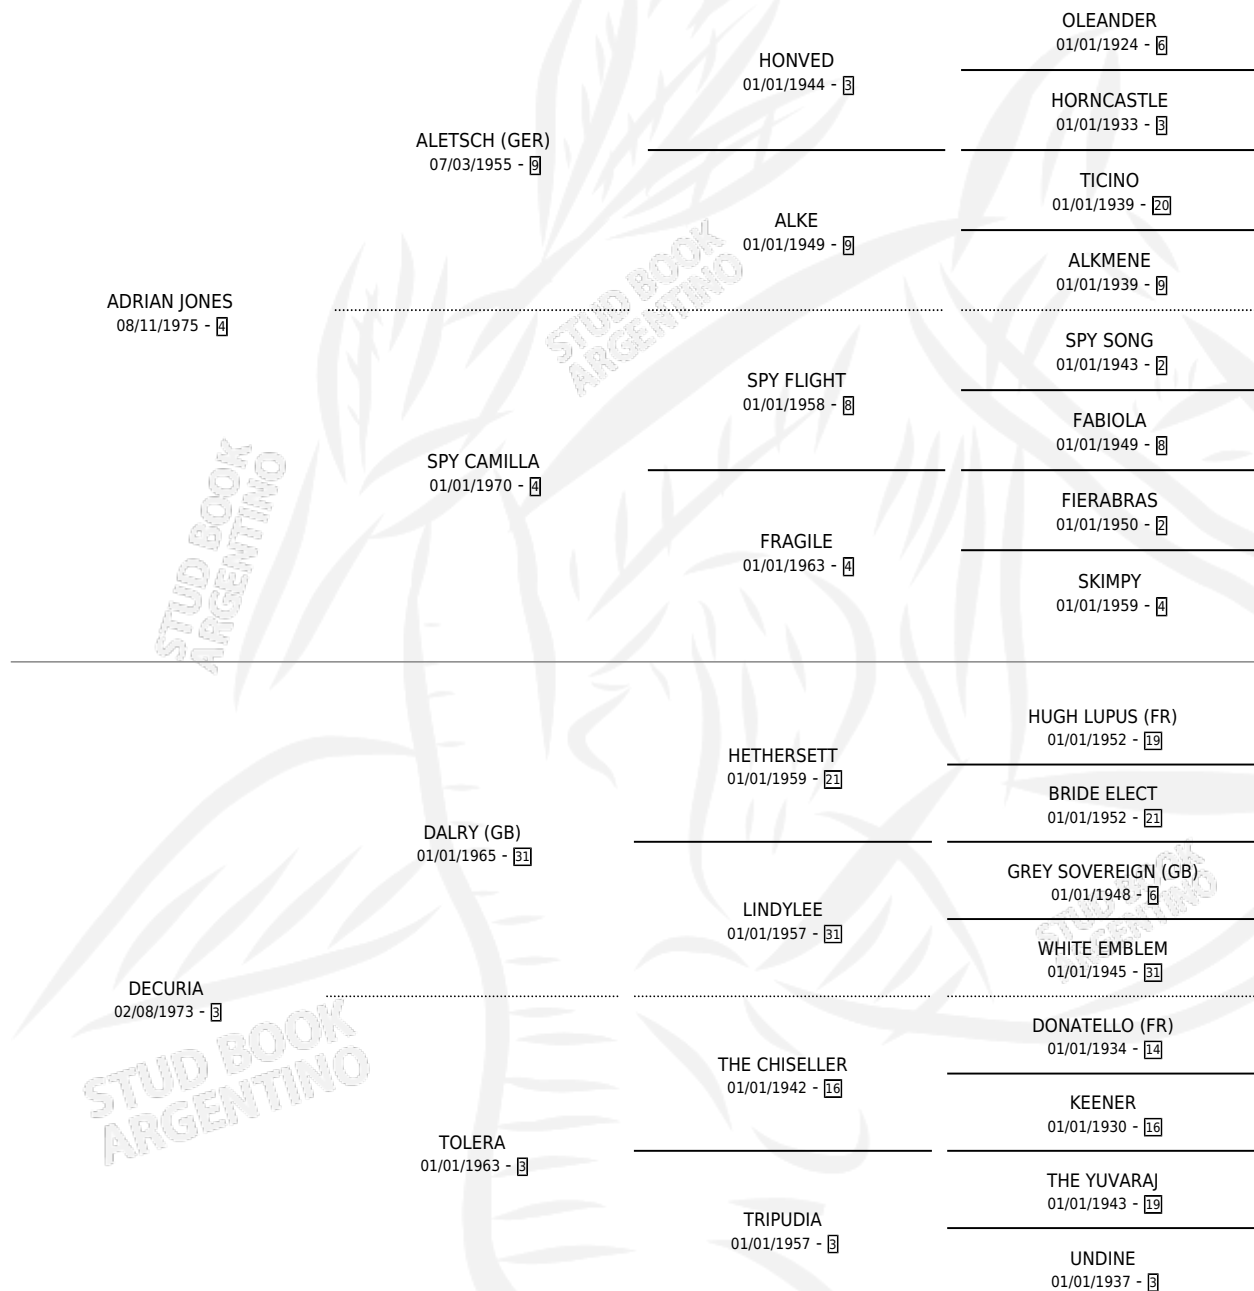 OLEANDER
01/01/1924 - 6
HONVED
01/01/1944 - 3
HORNCASTLE
01/01/1933 - 3
ALETSCH (GER)
07/03/1955 - 9
TICINO
01/01/1939 - 20
ALKE
01/01/1949 - 9
ALKMENE
01/01/1939 - 9
ADRIAN JONES
08/11/1975 - 4
SPY SONG
01/01/1943 - 2
SPY FLIGHT
01/01/1958 - 8
FABIOLA
01/01/1949 - 8
SPY CAMILLA
01/01/1970 - 4
FIERABRAS
01/01/1950 - 2
FRAGILE
01/01/1963 - 4
SKIMPY
01/01/1959 - 4
HUGH LUPUS (FR)
01/01/1952 - 19
HETHERSETT
01/01/1959 - 21
BRIDE ELECT
01/01/1952 - 21
DALRY (GB)
01/01/1965 - 31
GREY SOVEREIGN (GB)
01/01/1948 - 6
LINDYLEE
01/01/1957 - 31
WHITE EMBLEM
01/01/1945 - 31
DECURIA
02/08/1973 - 3
DONATELLO (FR)
01/01/1934 - 14
THE CHISELLER
01/01/1942 - 16
KEENER
01/01/1930 - 16
TOLERA
01/01/1963 - 3
THE YUVARAJ
01/01/1943 - 19
TRIPUDIA
01/01/1957 - 3
UNDINE
01/01/1937 - 3
STUD BOOK
ARGENTINO
STUD BOOK
ARGENTINO
STUD BOOK
ARGENTINO
STUD BOOK
ARGENTINO